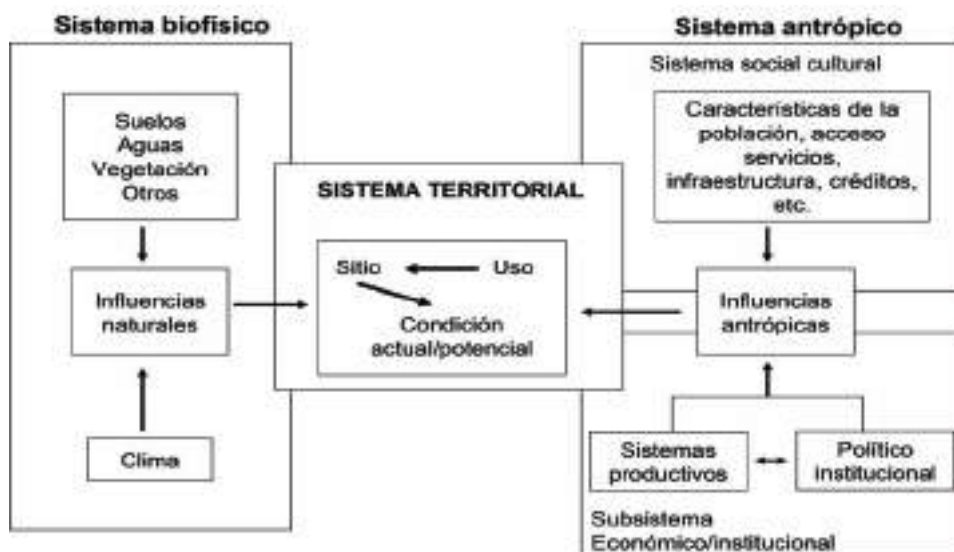 Sistema biofísico
Suelos
Aguas
Vegetación
Otros
Influencias
naturales
Clima
SISTEMA TERRITORIAL
Sitio
Uso
Condición
actual/potencial
Sistema antrópico
Sistema social cultural
Características de la
población, acceso
servicios,
infraestructura, créditos,
etc.
Influencias
antrópicas
Sistemas
productivos
Político
institucional
Subsistema
Económico/institucional